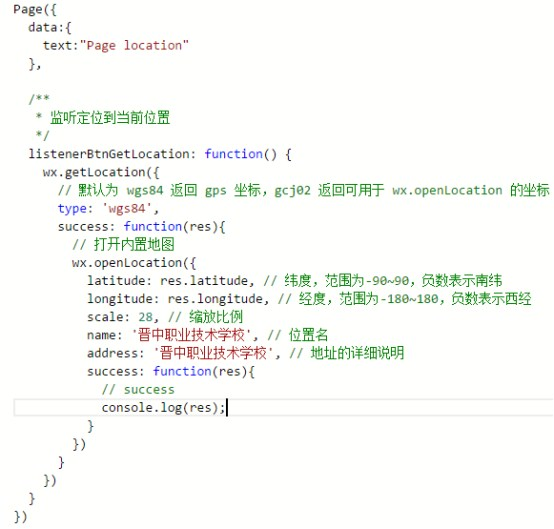 Page({
  data:{
    text:"Page location"
  },

  /**
   * 监听定位到当前位置
   */
  listenerBtnGetLocation: function() {
    wx.getLocation({
      // 默认为 wgs84 返回 gps 坐标，gcj02 返回可用于 wx.openLocation 的坐标
      type: 'wgs84',
      success: function(res){
        // 打开内置地图
        wx.openLocation({
          latitude: res.latitude, // 纬度，范围为-90~90，负数表示南纬
          longitude: res.longitude, // 经度，范围为-180~180，负数表示西经
          scale: 28, // 缩放比例
          name: '晋中职业技术学校', // 位置名
          address: '晋中职业技术学校', // 地址的详细说明
          success: function(res){
            // success
            console.log(res);
          }
        })
      }
    })
  }
})